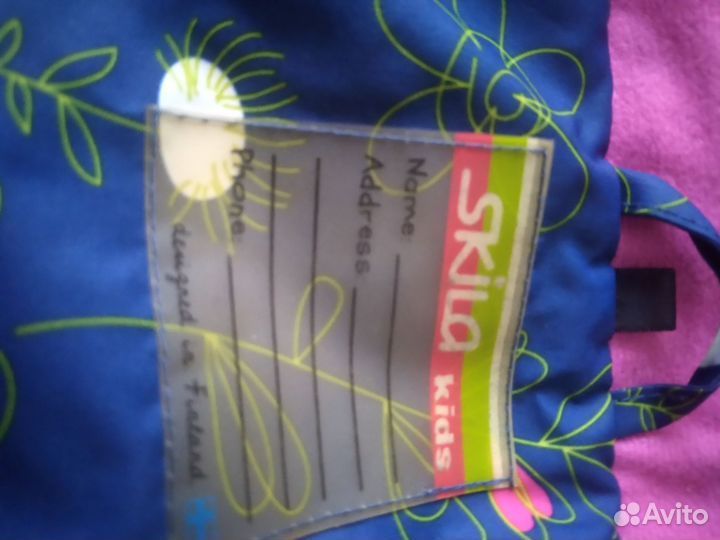 SKila kids
Name:
Address
Phone:
designed in Finland
Avito